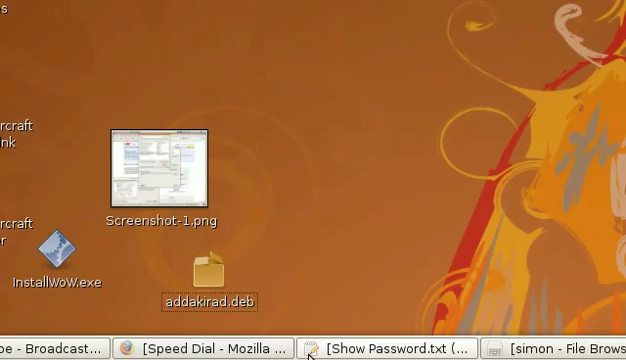 s
rcraft
nk
Screenshot-1.png
rcraft
r
InstallWoW.exe
addakirad.deb
be - Broadcast...
[Speed Dial - Mozilla ...
[Show Password.txt (...
[simon - File Brows